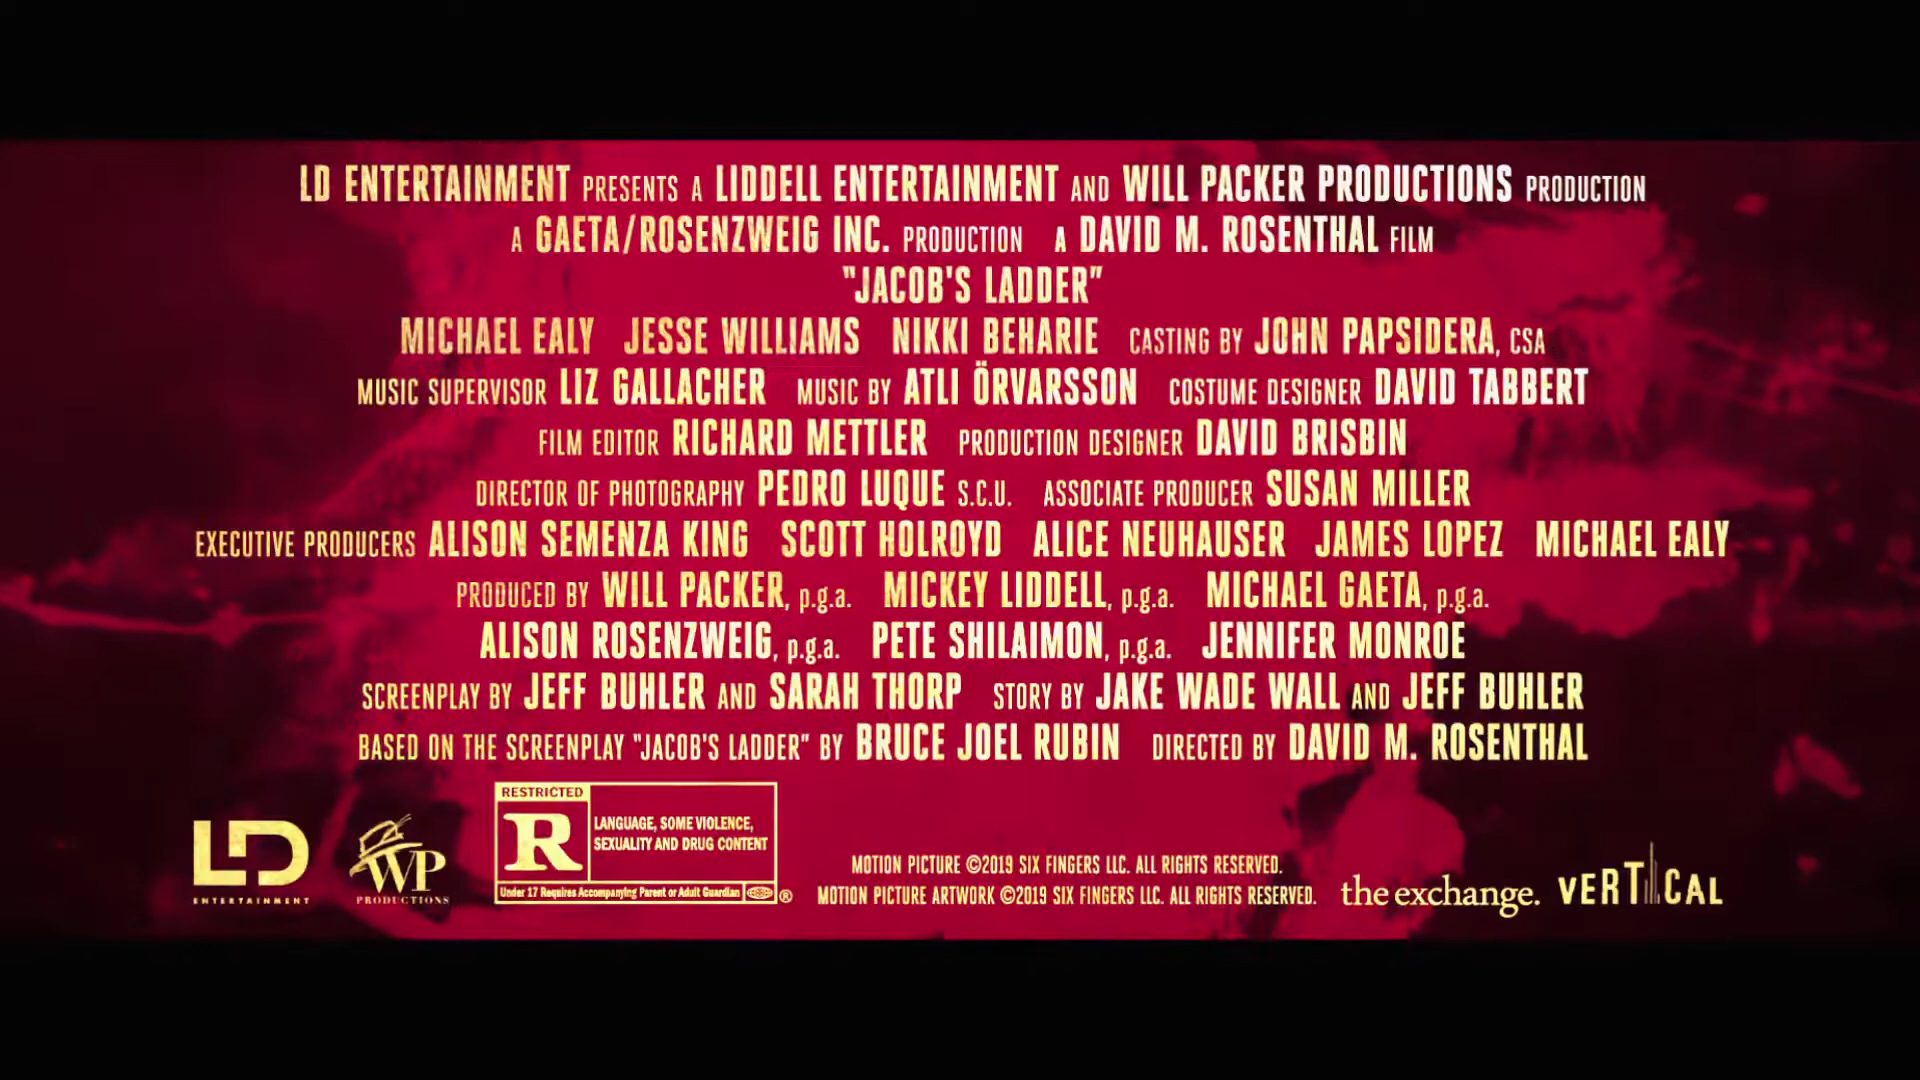 LD ENTERTAINMENT PRESENTS A LIDDELL ENTERTAINMENT AND WILL PACKER PRODUCTIONS PRODUCTION
A GAETA/ROSENZWEIG INC. PRODUCTION A DAVID M. ROSENTHAL FILM
"JACOB'S LADDER"
MICHAEL EALY JESSE WILLIAMS NIKKI BEHARIE CASTING BY JOHN PAPSIDERA, CSA
MUSIC SUPERVISOR LIZ GALLACHER MUSIC BY ATLI ÖRVARSSON COSTUME DESIGNER DAVID TABBERT
FILM EDITOR RICHARD METTLER PRODUCTION DESIGNER DAVID BRISBIN
DIRECTOR OF PHOTOGRAPHY PEDRO LUQUE S.C.U. ASSOCIATE PRODUCER SUSAN MILLER
EXECUTIVE PRODUCERS ALISON SEMENZA KING SCOTT HOLROYD ALICE NEUHAUSER JAMES LOPEZ MICHAEL EALY
PRODUCED BY WILL PACKER, p.g.a. MICKEY LIDDELL, p.g.a. MICHAEL GAETA, p.g.a.
ALISON ROSENZWEIG, p.g.a. PETE SHILAIMON, p.g.a. JENNIFER MONROE
SCREENPLAY BY JEFF BUHLER AND SARAH THORP STORY BY JAKE WADE WALL AND JEFF BUHLER
BASED ON THE SCREENPLAY "JACOB'S LADDER" BY BRUCE JOEL RUBIN DIRECTED BY DAVID M. ROSENTHAL
LD
ENTERTAINMENT
WP
PRODUCTIONS
RESTRICTED
R
LANGUAGE, SOME VIOLENCE,
SEXUALITY AND DRUG CONTENT
Under 17 Requires Accompanying Parent or Adult Guardian ®
MOTION PICTURE ©2019 SIX FINGERS LLC. ALL RIGHTS RESERVED.
MOTION PICTURE ARTWORK ©2019 SIX FINGERS LLC. ALL RIGHTS RESERVED.
the exchange.
VERTICAL